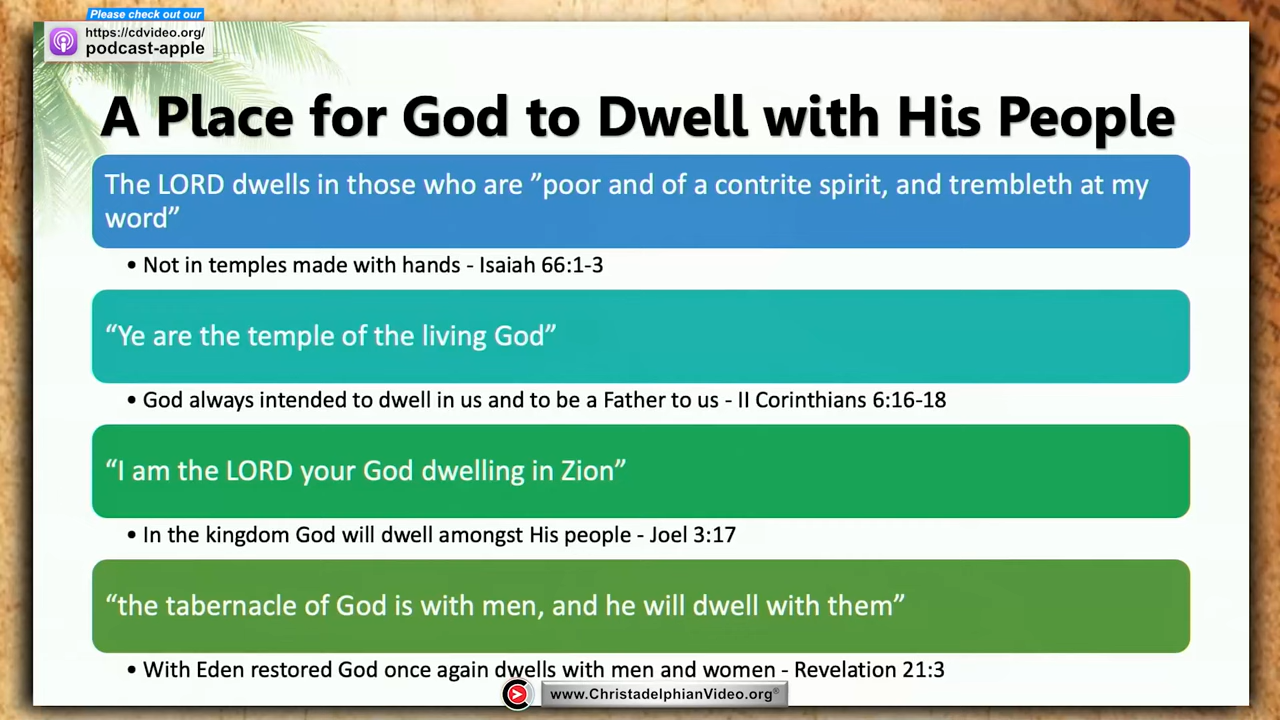 Please check out our
https://cdvideo.org/
podcast-apple
A Place for God to Dwell with His People
The LORD dwells in those who are ”poor and of a contrite spirit, and trembleth at my
word”
• Not in temples made with hands - Isaiah 66:1-3
“Ye are the temple of the living God”
• God always intended to dwell in us and to be a Father to us - II Corinthians 6:16-18
“I am the LORD your God dwelling in Zion”
• In the kingdom God will dwell amongst His people - Joel 3:17
“the tabernacle of God is with men, and he will dwell with them”
• With Eden restored God once again dwells with men and women - Revelation 21:3
www.ChristadelphianVideo.org®